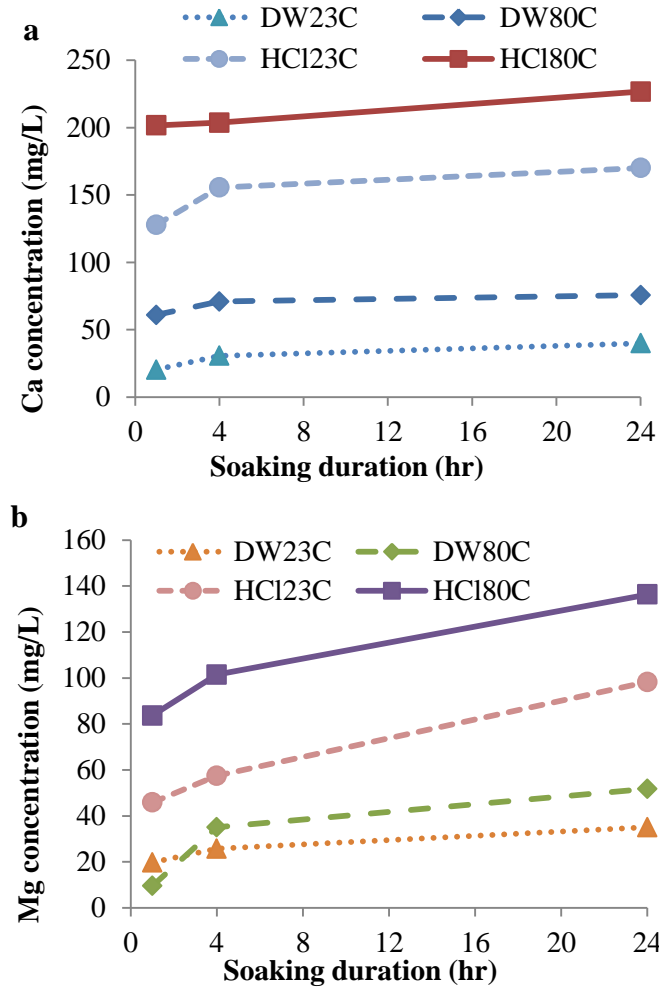 a
DW23C DW80C
HCl23C HCl80C
250
200
150
100
50
0
Ca concentration (mg/L)
0 4 8 12 16 20 24
Soaking duration (hr)
b
160
140
120
100
80
60
40
20
0
DW23C DW80C
HCl23C HCl80C
Mg concentration (mg/L)
0 4 8 12 16 20 24
Soaking duration (hr)